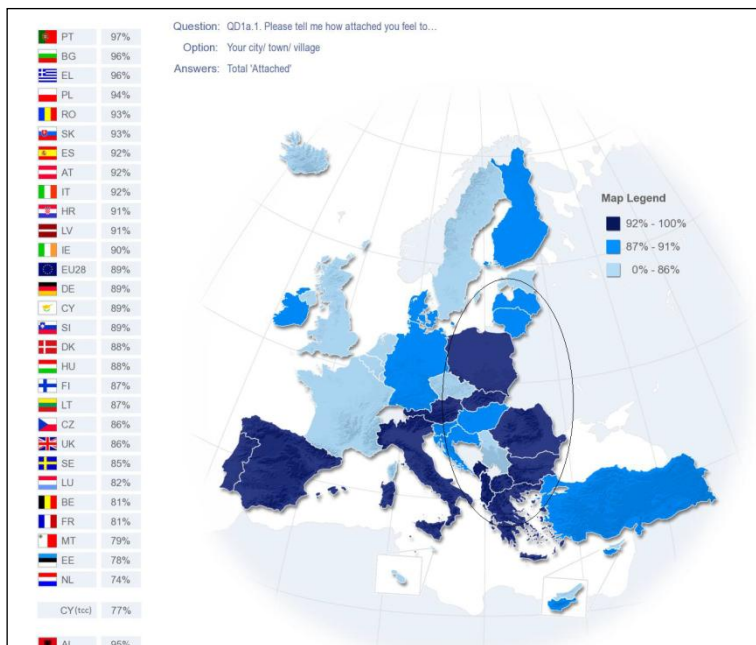 Question: QD1a.1. Please tell me how attached you feel to…
Option: Your city/ town/ village
Answers: Total 'Attached'
PT 97%
BG 96%
EL 96%
PL 94%
RO 93%
SK 93%
ES 92%
AT 92%
IT 92%
HR 91%
LV 91%
IE 90%
EU28 89%
DE 89%
CY 89%
SI 89%
DK 88%
HU 88%
FI 87%
LT 87%
CZ 86%
UK 86%
SE 85%
LU 82%
BE 81%
FR 81%
MT 79%
EE 78%
NL 74%
CY(tcc) 77%
AL 95%
Map Legend
92% - 100%
87% - 91%
0% - 86%